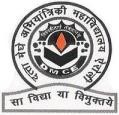 दत्ता मेघे अभियांत्रिकी महाविद्यालय ऐरोली
DMCE
सा विद्या या विमुक्तये